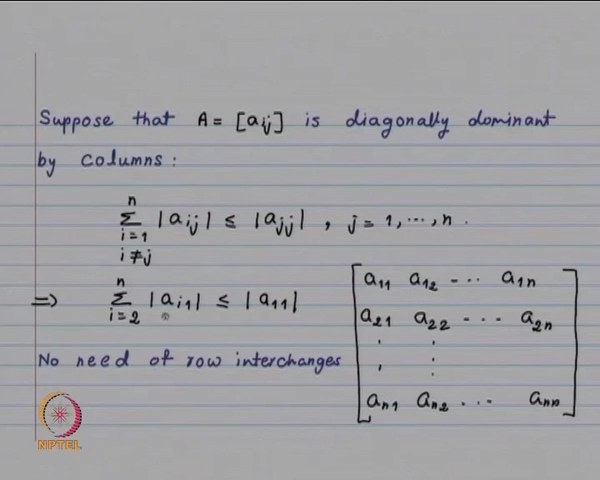 Suppose that A = [aij] is diagonally dominant
by columns:
n
Σ |aij| ≤ |ajj| , j = 1, ..., n.
i=1
i≠j
⇒ n
Σ |ai1| ≤ |a11|
i=2
No need of row interchanges
a11 a12 - .. a1n
a21 a22 - .. a2n
. .
. .
an1 an2 - .. ann
NPTEL